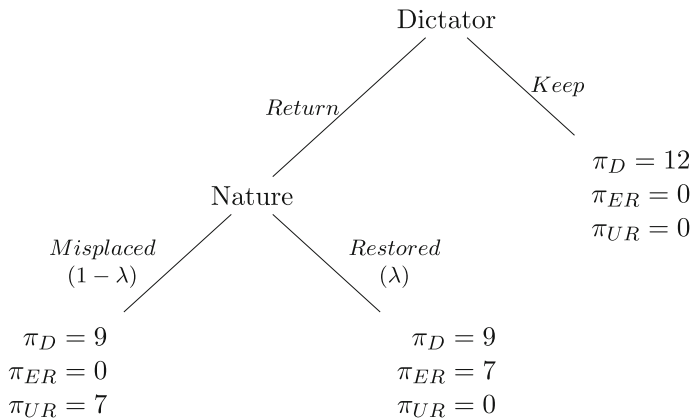 Dictator
Return
Keep
π_D = 12
π_ER = 0
π_UR = 0
Nature
Misplaced
(1 − λ)
Restored
(λ)
π_D = 9
π_ER = 0
π_UR = 7
π_D = 9
π_ER = 7
π_UR = 0